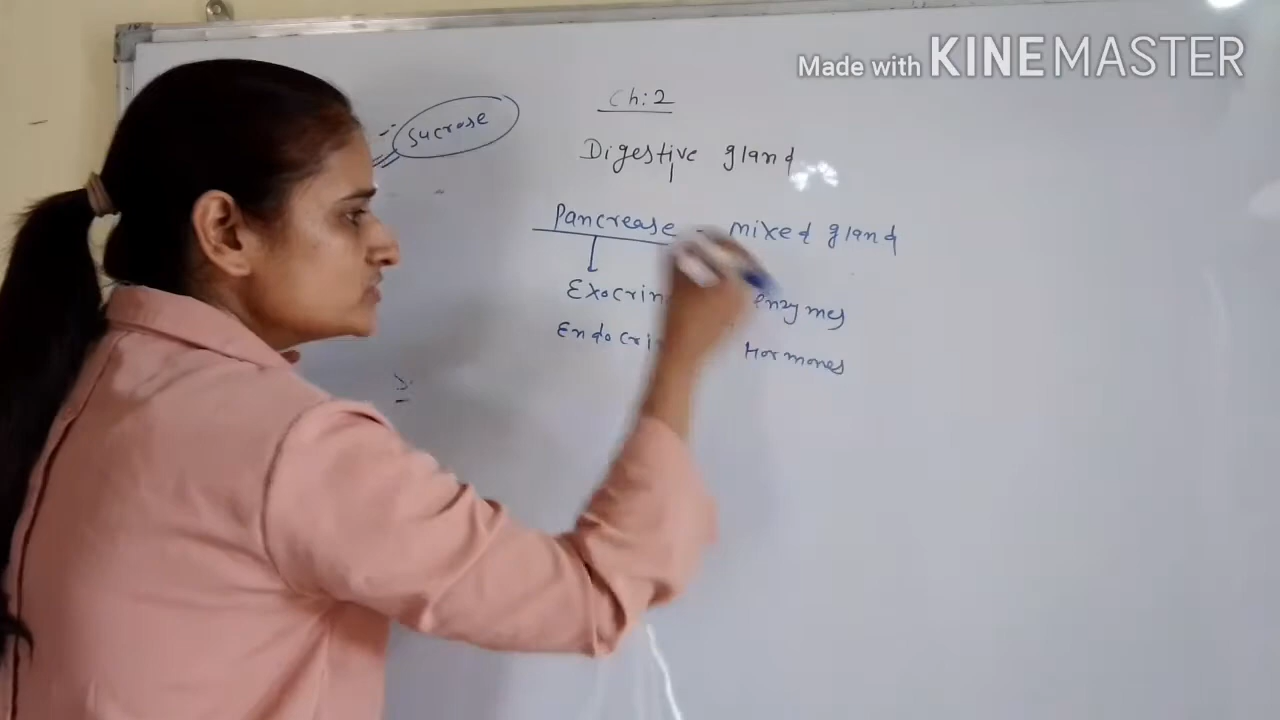 Made with KINEMASTER
Ch:2
Sucrose
Digestive gland
Pancrease - mixed gland
enzymes
Hormones